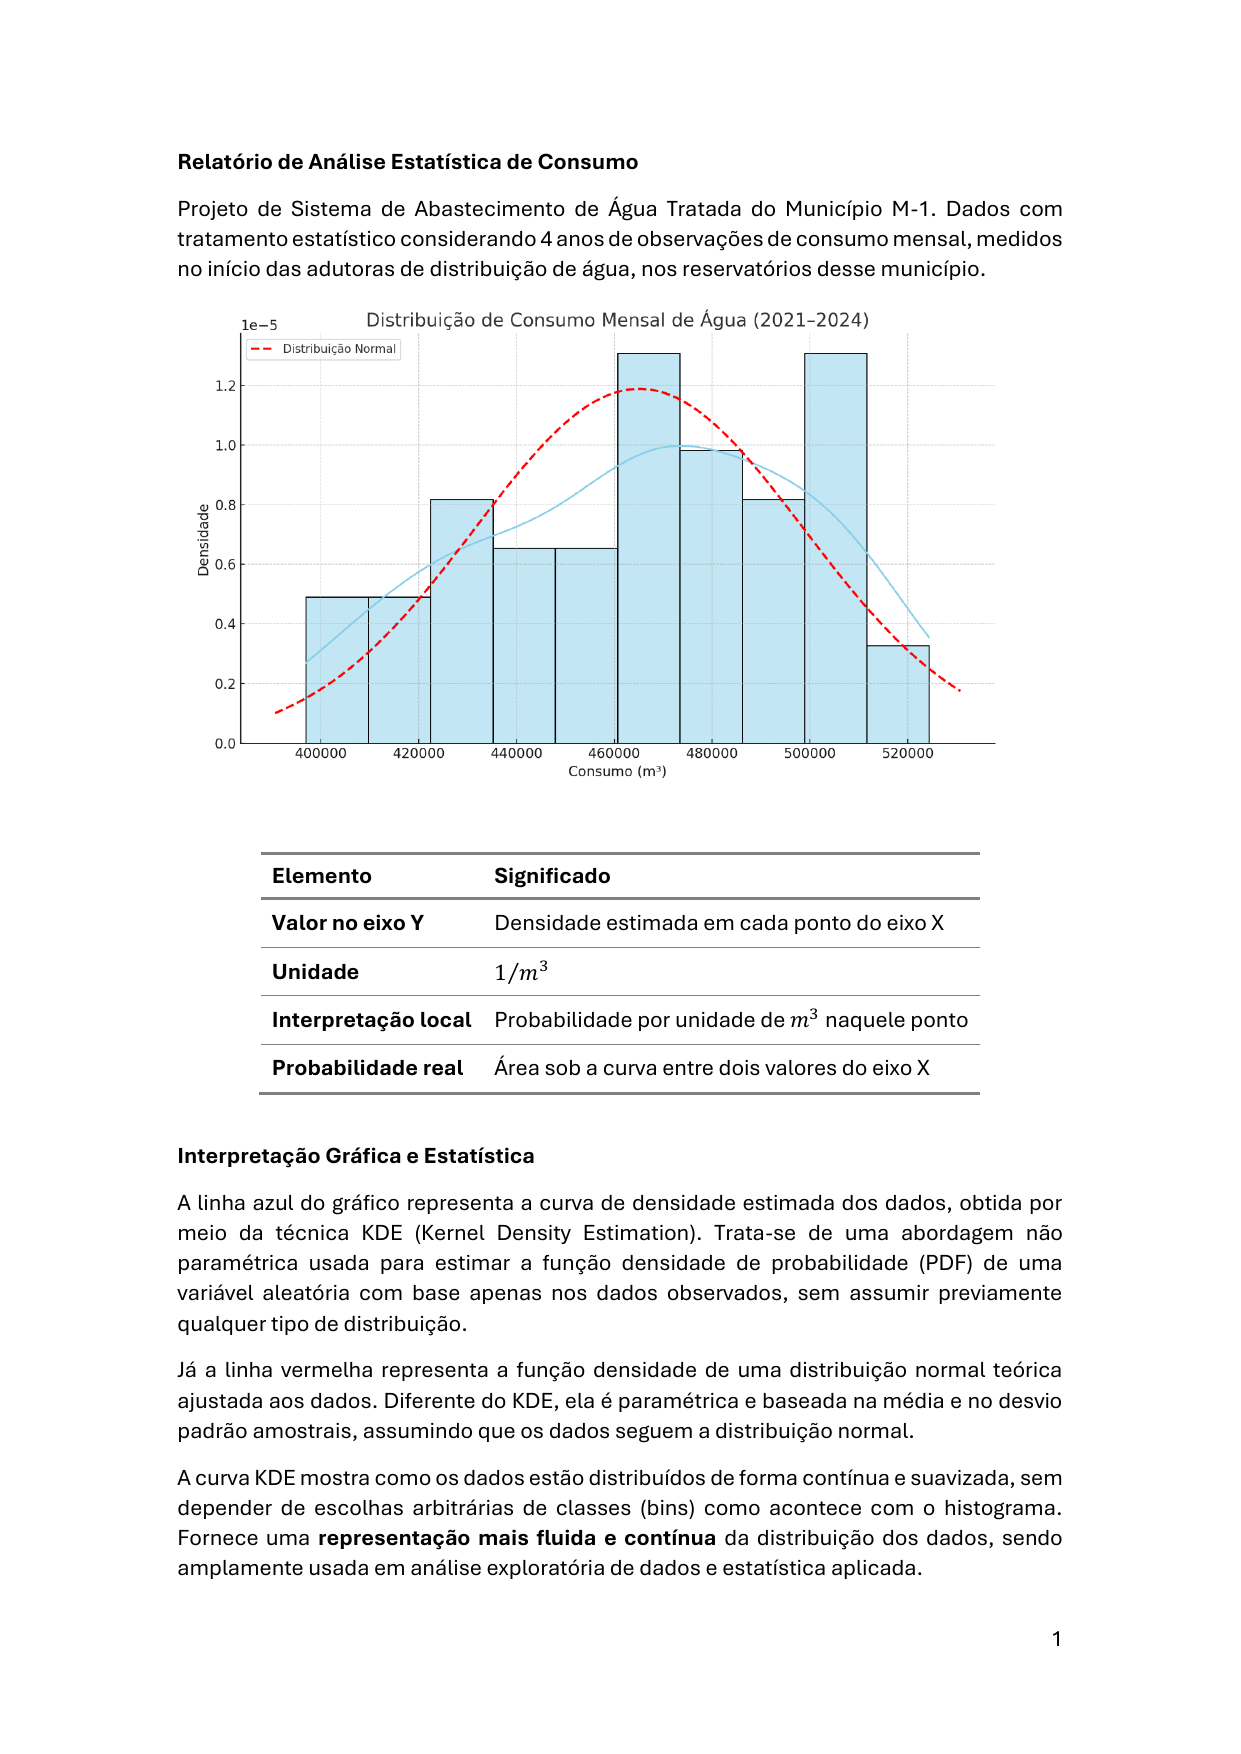 Relatório de Análise Estatística de Consumo
Projeto de Sistema de Abastecimento de Água Tratada do Município M-1. Dados com
tratamento estatístico considerando 4 anos de observações de consumo mensal, medidos
no início das adutoras de distribuição de água, nos reservatórios desse município.
Distribuição de Consumo Mensal de Água (2021–2024)
1e−5
Distribuição Normal
1.2
1.0
0.8
0.6
0.4
0.2
0.0
Densidade
400000 420000 440000 460000 480000 500000 520000
Consumo (m³)
Elemento Significado
Valor no eixo Y Densidade estimada em cada ponto do eixo X
Unidade 1/m³
Interpretação local Probabilidade por unidade de m³ naquele ponto
Probabilidade real Área sob a curva entre dois valores do eixo X
Interpretação Gráfica e Estatística
A linha azul do gráfico representa a curva de densidade estimada dos dados, obtida por
meio da técnica KDE (Kernel Density Estimation). Trata-se de uma abordagem não
paramétrica usada para estimar a função densidade de probabilidade (PDF) de uma
variável aleatória com base apenas nos dados observados, sem assumir previamente
qualquer tipo de distribuição.
Já a linha vermelha representa a função densidade de uma distribuição normal teórica
ajustada aos dados. Diferente do KDE, ela é paramétrica e baseada na média e no desvio
padrão amostrais, assumindo que os dados seguem a distribuição normal.
A curva KDE mostra como os dados estão distribuídos de forma contínua e suavizada, sem
depender de escolhas arbitrárias de classes (bins) como acontece com o histograma.
Fornece uma representação mais fluida e contínua da distribuição dos dados, sendo
amplamente usada em análise exploratória de dados e estatística aplicada.
1